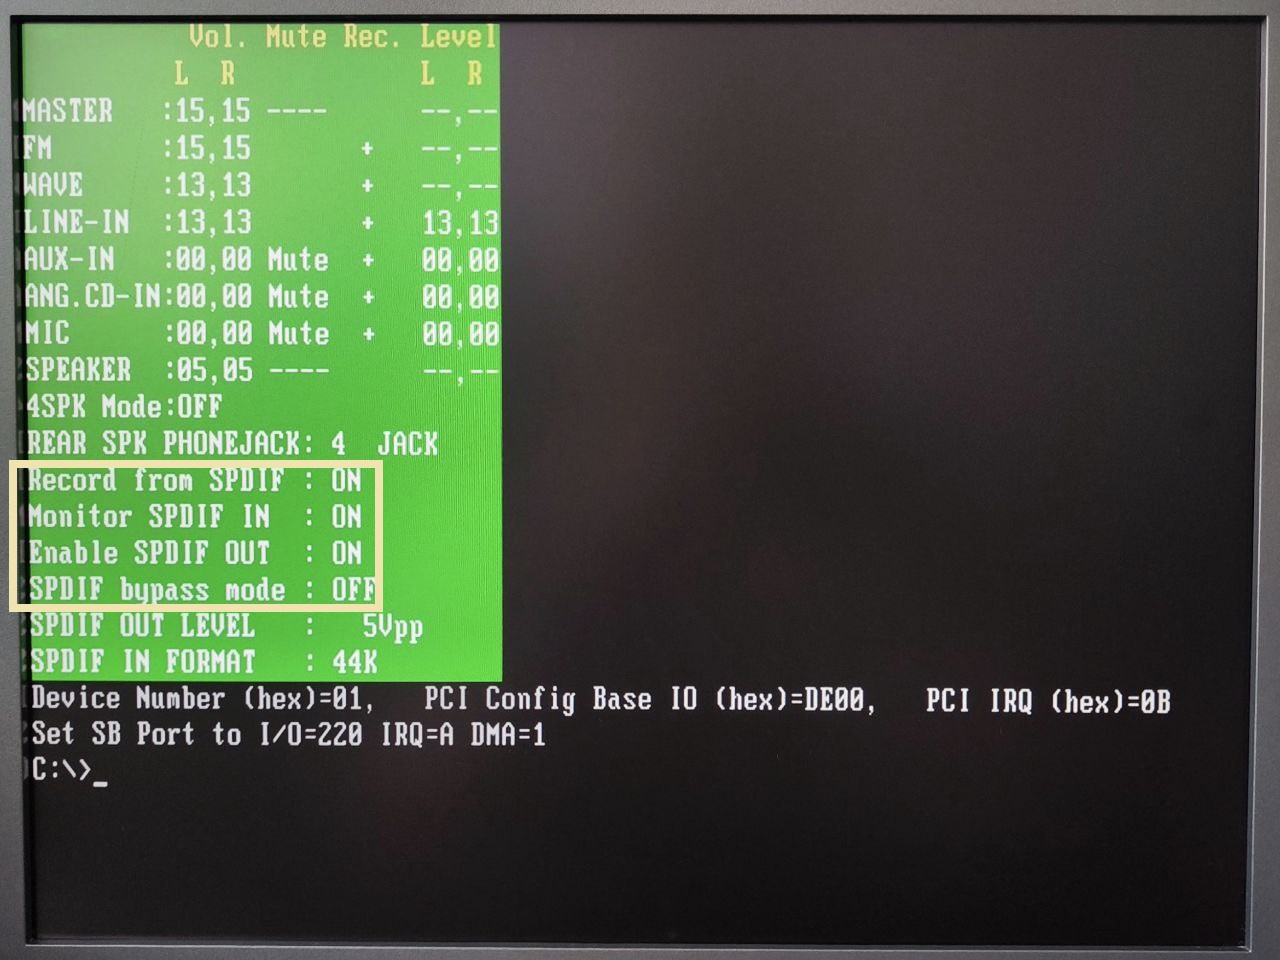 Vol. Mute Rec. Level
L R L R
MASTER :15,15 ---- --,--
FM :15,15 + --,--
WAVE :13,13 + --,--
LINE-IN :13,13 + 13,13
AUX-IN :00,00 Mute + 00,00
ANG.CD-IN:00,00 Mute + 00,00
MIC :00,00 Mute + 00,00
SPEAKER :05,05 ---- --,--
4SPK Mode:OFF
REAR SPK PHONEJACK: 4 JACK
Record from SPDIF : ON
Monitor SPDIF IN : ON
Enable SPDIF OUT : ON
SPDIF bypass mode : OFF
SPDIF OUT LEVEL : 5Vpp
SPDIF IN FORMAT : 44K
Device Number (hex)=01, PCI Config Base IO (hex)=DE00, PCI IRQ (hex)=0B
Set SB Port to I/O=220 IRQ=A DMA=1
C:\>_